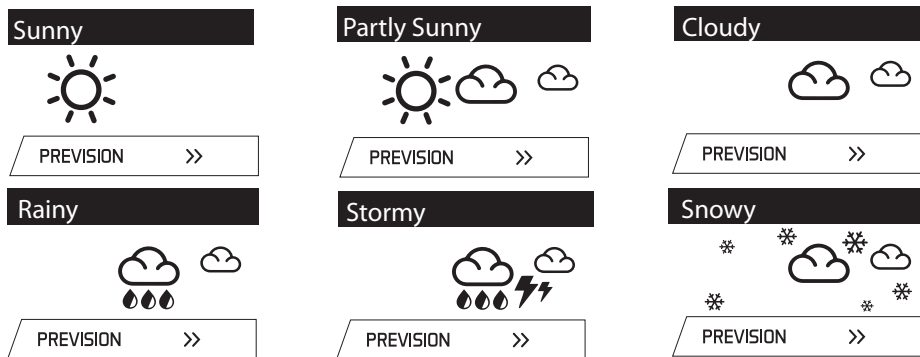 Sunny
Partly Sunny
Cloudy
PREVISION >>
PREVISION >>
PREVISION >>
Rainy
Stormy
Snowy
PREVISION >>
PREVISION >>
PREVISION >>